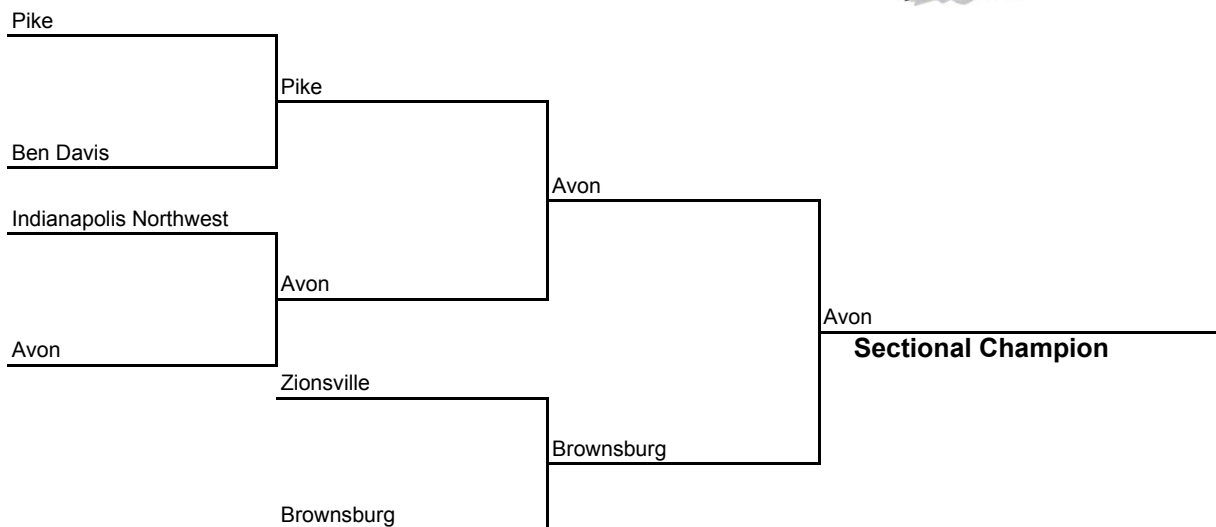 Pike
Pike
Ben Davis
Avon
Indianapolis Northwest
Avon
Avon
Avon
Sectional Champion
Zionsville
Brownsburg
Brownsburg